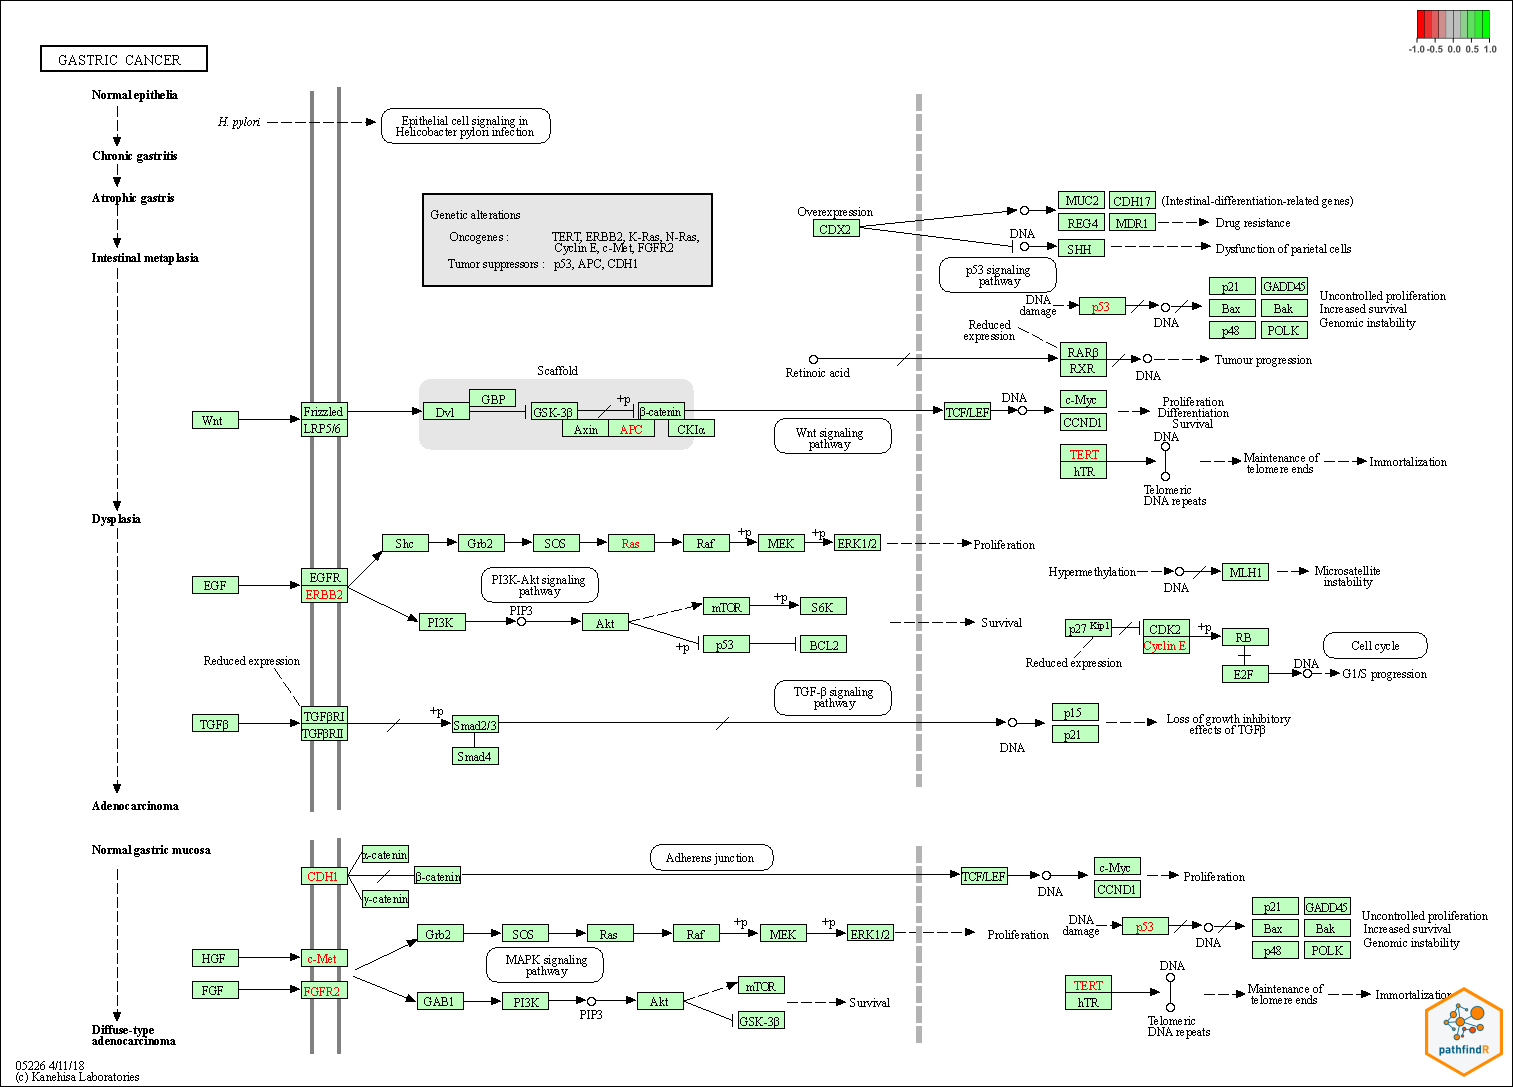 GASTRIC CANCER
-1.0 -0.5 0.0 0.5 1.0
Normal epithelia
H. pylori
Epithelial cell signaling in
Helicobacter pylori infection
Chronic gastritis
Atrophic gastris
Intestinal metaplasia
Genetic alterations
Oncogenes : TERT, ERBB2, K-Ras, N-Ras,
Cyclin E, c-Met, FGFR2
Tumor suppressors : p53, APC, CDH1
Overexpression
CDX2
MUC2 CDH17 (Intestinal-differentiation-related genes)
REG4 MDR1 Drug resistance
DNA
SHH Dysfunction of parietal cells
p53 signaling
pathway
DNA
damage
p53
DNA
p21 GADD45
Bax Bak
p48 POLK
Uncontrolled proliferation
Increased survival
Genomic instability
Reduced
expression
Retinoic acid
RARβ
RXR
DNA
Tumour progression
Scaffold
Wnt
Frizzled
LRP5/6
Dvl
GBP
GSK-3β
+p
β-catenin
Axin APC CKIα
Wnt signaling
pathway
TCF/LEF
DNA
c-Myc
CCND1
Proliferation
Differentiation
Survival
TERT
hTR
DNA
Telomeric
DNA repeats
Maintenance of
telomere ends
Immortalization
Dysplasia
EGF
EGFR
ERBB2
Shc Grb2 SOS Ras Raf +p MEK +p ERK1/2 Proliferation
PI3K-Akt signaling
pathway
PI3K PIP3 Akt
mTOR +p S6K
+p p53 BCL2
Survival
Hypermethylation
DNA
MLH1
Microsatellite
instability
p27 Kip1
Reduced expression
CDK2
Cyclin E
+p
RB
E2F
DNA
Cell cycle
G1/S progression
Reduced expression
TGFβ
TGFβRI
TGFβRII
+p
Smad2/3
Smad4
TGF-β signaling
pathway
DNA
p15
p21
Loss of growth inhibitory
effects of TGFβ
Adenocarcinoma
Normal gastric mucosa
CDH1
α-catenin
β-catenin
γ-catenin
Adherens junction
TCF/LEF
DNA
c-Myc
CCND1
Proliferation
HGF c-Met
FGF FGFR2
Grb2 SOS Ras Raf +p MEK +p ERK1/2 Proliferation
MAPK signaling
pathway
GAB1 PI3K PIP3 Akt
mTOR
GSK-3β
Survival
DNA
damage
p53
DNA
p21 GADD45
Bax Bak
p48 POLK
Uncontrolled proliferation
Increased survival
Genomic instability
TERT
hTR
DNA
Telomeric
DNA repeats
Maintenance of
telomere ends
Immortalization
Diffuse-type
adenocarcinoma
05226 4/11/18
(c) Kanehisa Laboratories
pathfindR